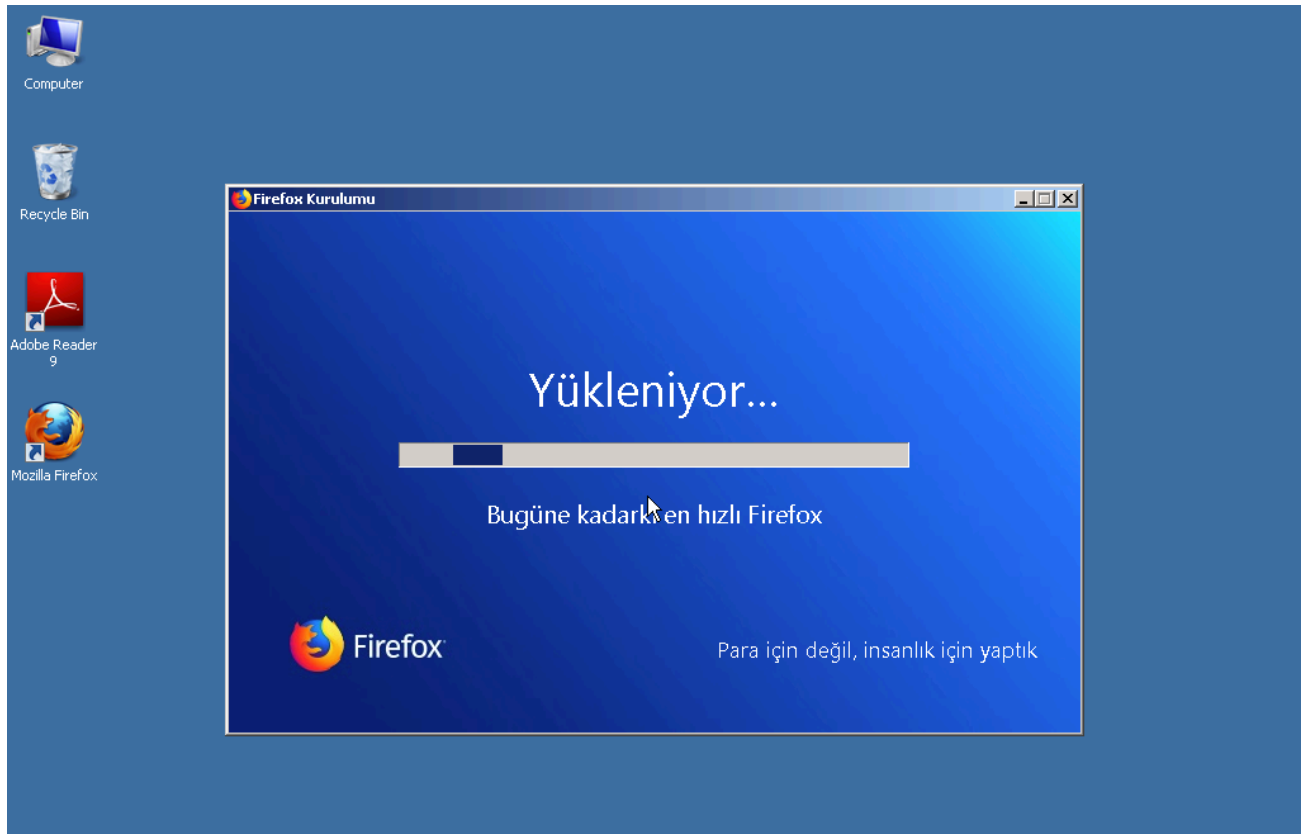 Computer
Recycle Bin
Adobe Reader
9
Mozilla Firefox
Firefox Kurulumu
Yükleniyor...
Bugüne kadarki en hızlı Firefox
Firefox
Para için değil, insanlık için yaptık